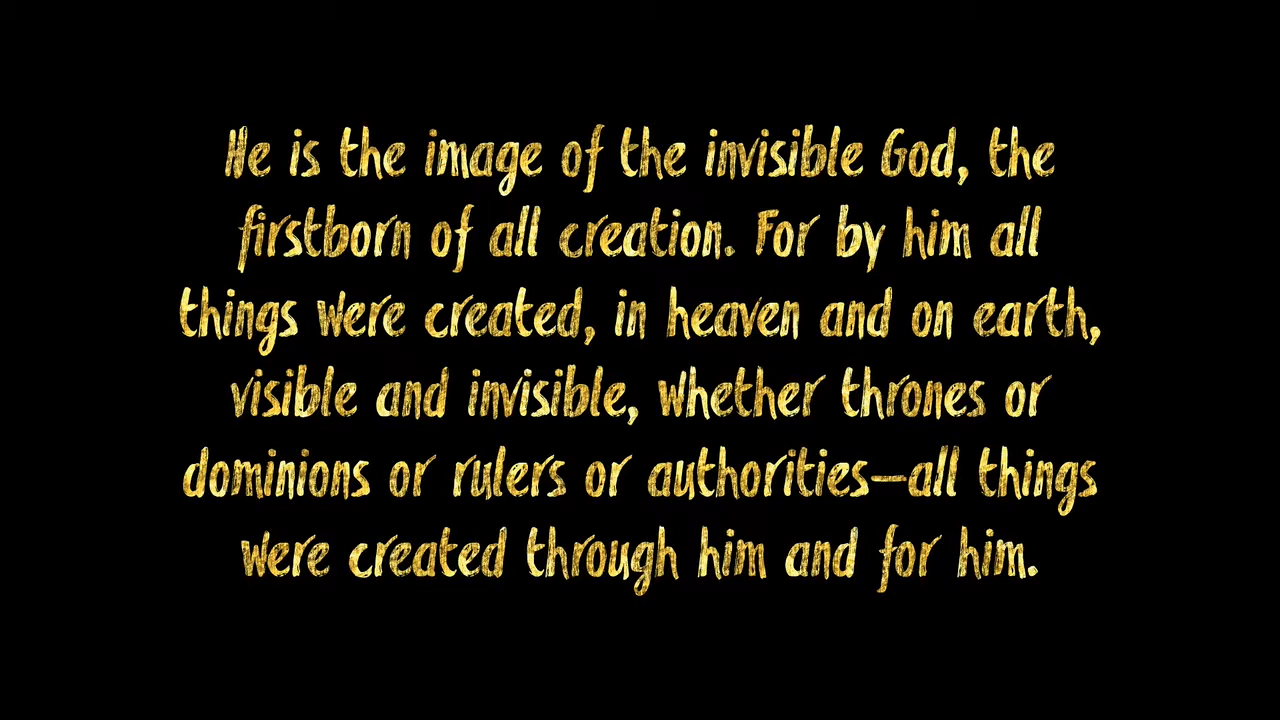 He is the image of the invisible God, the
firstborn of all creation. For by him all
things were created, in heaven and on earth,
visible and invisible, whether thrones or
dominions or rulers or authorities—all things
were created through him and for him.